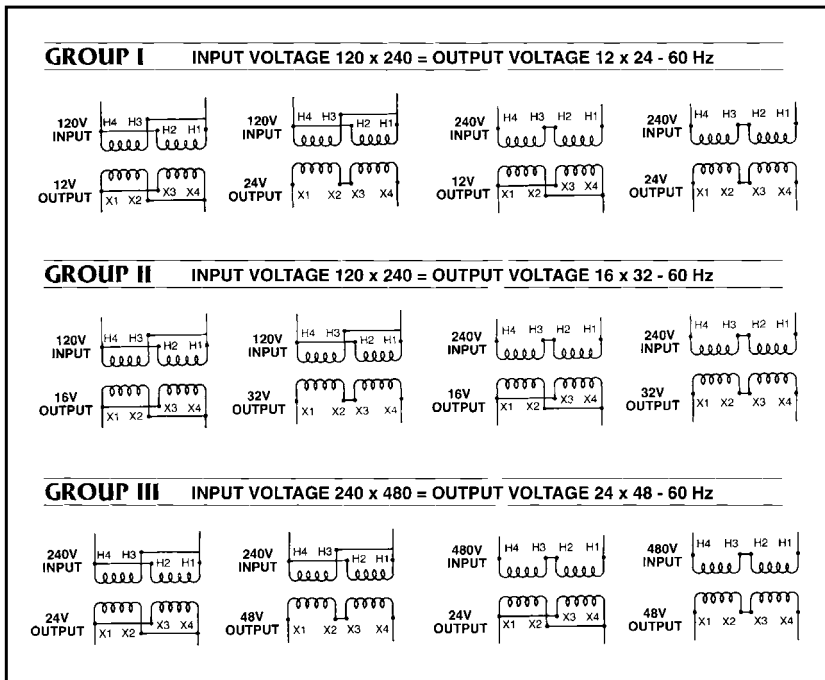 GROUP I INPUT VOLTAGE 120 x 240 = OUTPUT VOLTAGE 12 x 24 - 60 Hz
120V INPUT H4 H3 H2 H1
12V OUTPUT X1 X2 X3 X4
120V INPUT H4 H3 H2 H1
24V OUTPUT X1 X2 X3 X4
240V INPUT H4 H3 H2 H1
12V OUTPUT X1 X2 X3 X4
240V INPUT H4 H3 H2 H1
24V OUTPUT X1 X2 X3 X4
GROUP II INPUT VOLTAGE 120 x 240 = OUTPUT VOLTAGE 16 x 32 - 60 Hz
120V INPUT H4 H3 H2 H1
16V OUTPUT X1 X2 X3 X4
120V INPUT H4 H3 H2 H1
32V OUTPUT X1 X2 X3 X4
240V INPUT H4 H3 H2 H1
16V OUTPUT X1 X2 X3 X4
240V INPUT H4 H3 H2 H1
32V OUTPUT X1 X2 X3 X4
GROUP III INPUT VOLTAGE 240 x 480 = OUTPUT VOLTAGE 24 x 48 - 60 Hz
240V INPUT H4 H3 H2 H1
24V OUTPUT X1 X2 X3 X4
240V INPUT H4 H3 H2 H1
48V OUTPUT X1 X2 X3 X4
480V INPUT H4 H3 H2 H1
24V OUTPUT X1 X2 X3 X4
480V INPUT H4 H3 H2 H1
48V OUTPUT X1 X2 X3 X4